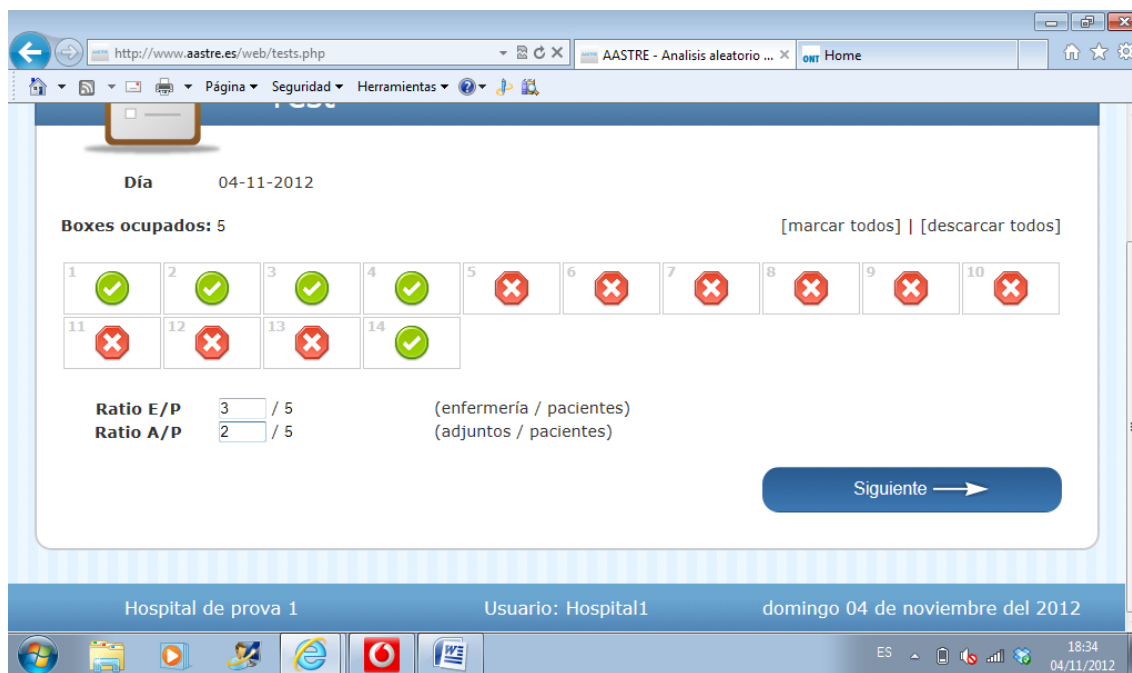 http://www.aastre.es/web/tests.php
AASTRE - Analisis aleatorio ...
ONT Home
Página Seguridad Herramientas
Test
Día 04-11-2012
Boxes ocupados: 5 [marcar todos] | [descarcar todos]
1 2 3 4 5 6 7 8 9 10
11 12 13 14
Ratio E/P 3 / 5 (enfermería / pacientes)
Ratio A/P 2 / 5 (adjuntos / pacientes)
Siguiente
Hospital de prova 1 Usuario: Hospital1 domingo 04 de noviembre del 2012
ES 18:34
04/11/2012